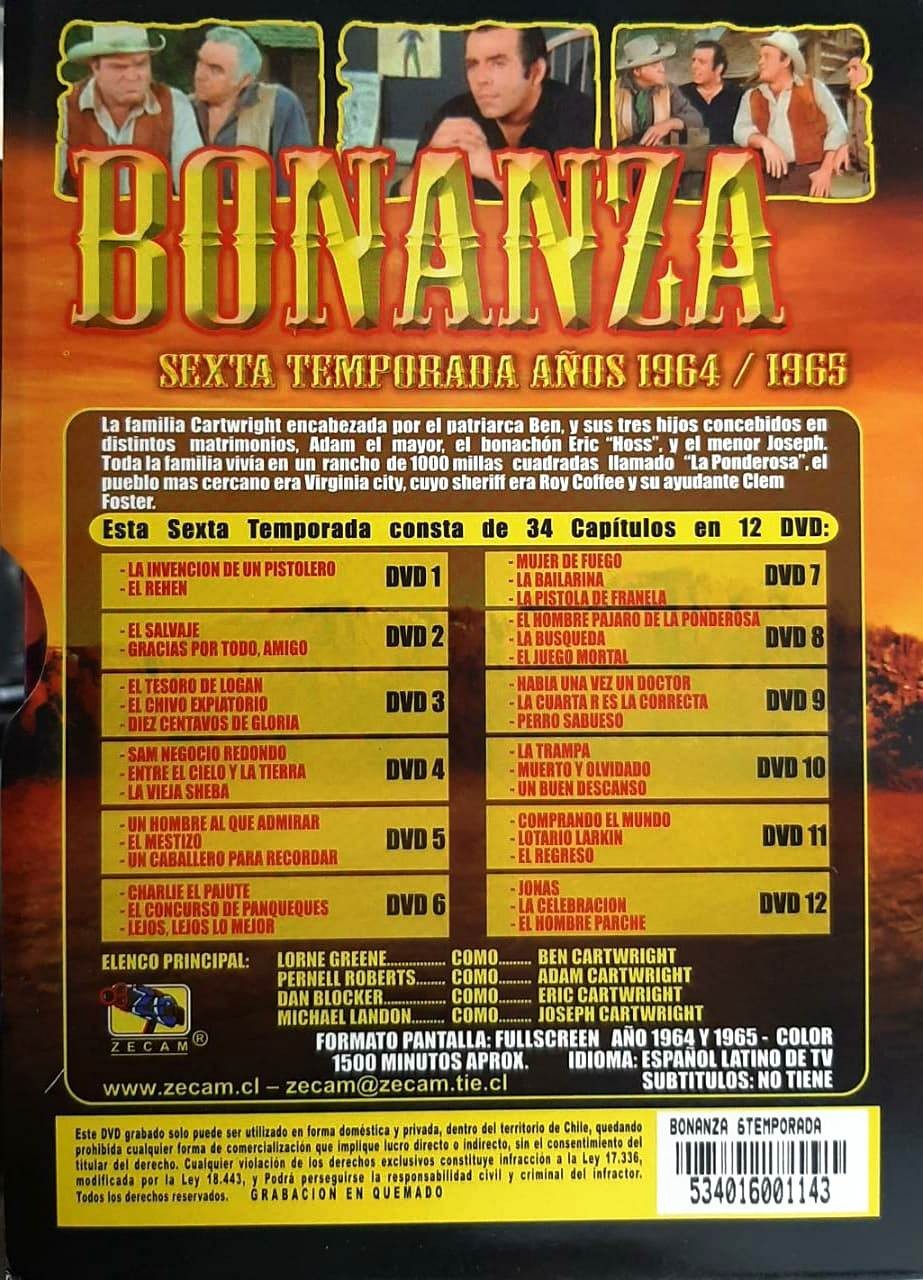 BONANZA
SEXTA TEMPORADA AÑOS 1964 / 1965
La familia Cartwright encabezada por el patriarca Ben, y sus tres hijos concebidos en
distintos matrimonios, Adam el mayor, el bonachón Eric "Hoss", y el menor Joseph.
Toda la familia vivía en un rancho de 1000 millas cuadradas llamado "La Ponderosa", el
pueblo mas cercano era Virginia city, cuyo sheriff era Roy Coffee y su ayudante Clem
Foster.
Esta Sexta Temporada consta de 34 Capítulos en 12 DVD:
- LA INVENCION DE UN PISTOLERO
- EL REHEN
DVD 1
- EL SALVAJE
- GRACIAS POR TODO, AMIGO
DVD 2
- EL TESORO DE LOGAN
- EL CHIVO EXPIATORIO
- DIEZ CENTAVOS DE GLORIA
DVD 3
- SAM NEGOCIO REDONDO
- ENTRE EL CIELO Y LA TIERRA
- LA VIEJA SHEBA
DVD 4
- UN HOMBRE AL QUE ADMIRAR
- EL MESTIZO
- UN CABALLERO PARA RECORDAR
DVD 5
- CHARLIE EL PAJUTE
- EL CONCURSO DE PANQUEQUES
- LEJOS, LEJOS LO MEJOR
DVD 6
- MUJER DE FUEGO
- LA BAILARINA
- LA PISTOLA DE FRANELA
DVD 7
- EL HOMBRE PAJARO DE LA PONDEROSA
- LA BUSQUEDA
- EL JUEGO MORTAL
DVD 8
- HABIA UNA VEZ UN DOCTOR
- LA CUARTA R ES LA CORRECTA
- PERRO SABUESO
DVD 9
- LA TRAMPA
- MUERTO Y OLVIDADO
- UN BUEN DESCANSO
DVD 10
- COMPRANDO EL MUNDO
- LOTARIO LARKIN
- EL REGRESO
DVD 11
- JONAS
- LA CELEBRACION
- EL HOMBRE PARCHE
DVD 12
ELENCO PRINCIPAL: LORNE GREENE................ COMO........ BEN CARTWRIGHT
PERNELL ROBERTS........ COMO........ ADAM CARTWRIGHT
DAN BLOCKER................ COMO........ ERIC CARTWRIGHT
MICHAEL LANDON......... COMO........ JOSEPH CARTWRIGHT
ZECAM®
FORMATO PANTALLA: FULLSCREEN AÑO 1964 Y 1965 - COLOR
1500 MINUTOS APROX. IDIOMA: ESPAÑOL LATINO DE TV
www.zecam.cl – zecam@zecam.tie.cl SUBTITULOS: NO TIENE
Este DVD grabado solo puede ser utilizado en forma doméstica y privada, dentro del territorio de Chile, quedando
prohibida cualquier forma de comercialización que implique lucro directo o indirecto, sin el consentimiento del
titular del derecho. Cualquier violación de los derechos exclusivos constituye infracción a la Ley 17.336,
modificada por la Ley 18.443, y Podrá perseguirse la responsabilidad civil y criminal del infractor.
Todos los derechos reservados. GRABACION EN QUEMADO
BONANZA 6TEMPORADA
534016001143